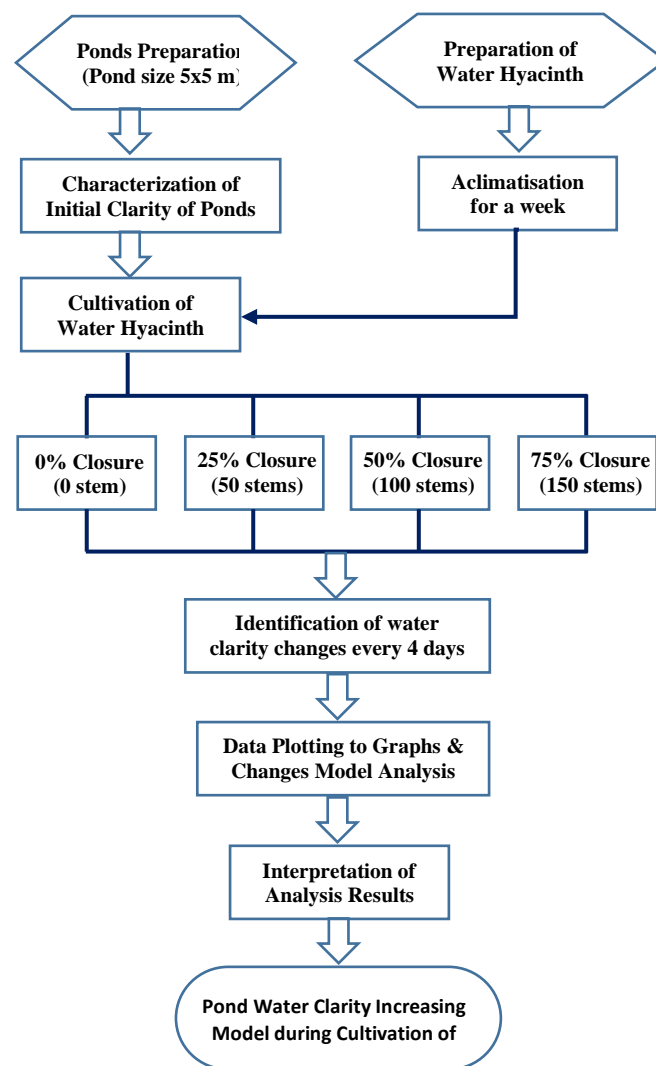 Ponds Preparation
(Pond size 5x5 m)
Preparation of
Water Hyacinth
Characterization of
Initial Clarity of Ponds
Aclimatisation
for a week
Cultivation of
Water Hyacinth
0% Closure
(0 stem)
25% Closure
(50 stems)
50% Closure
(100 stems)
75% Closure
(150 stems)
Identification of water
clarity changes every 4 days
Data Plotting to Graphs &
Changes Model Analysis
Interpretation of
Analysis Results
Pond Water Clarity Increasing
Model during Cultivation of